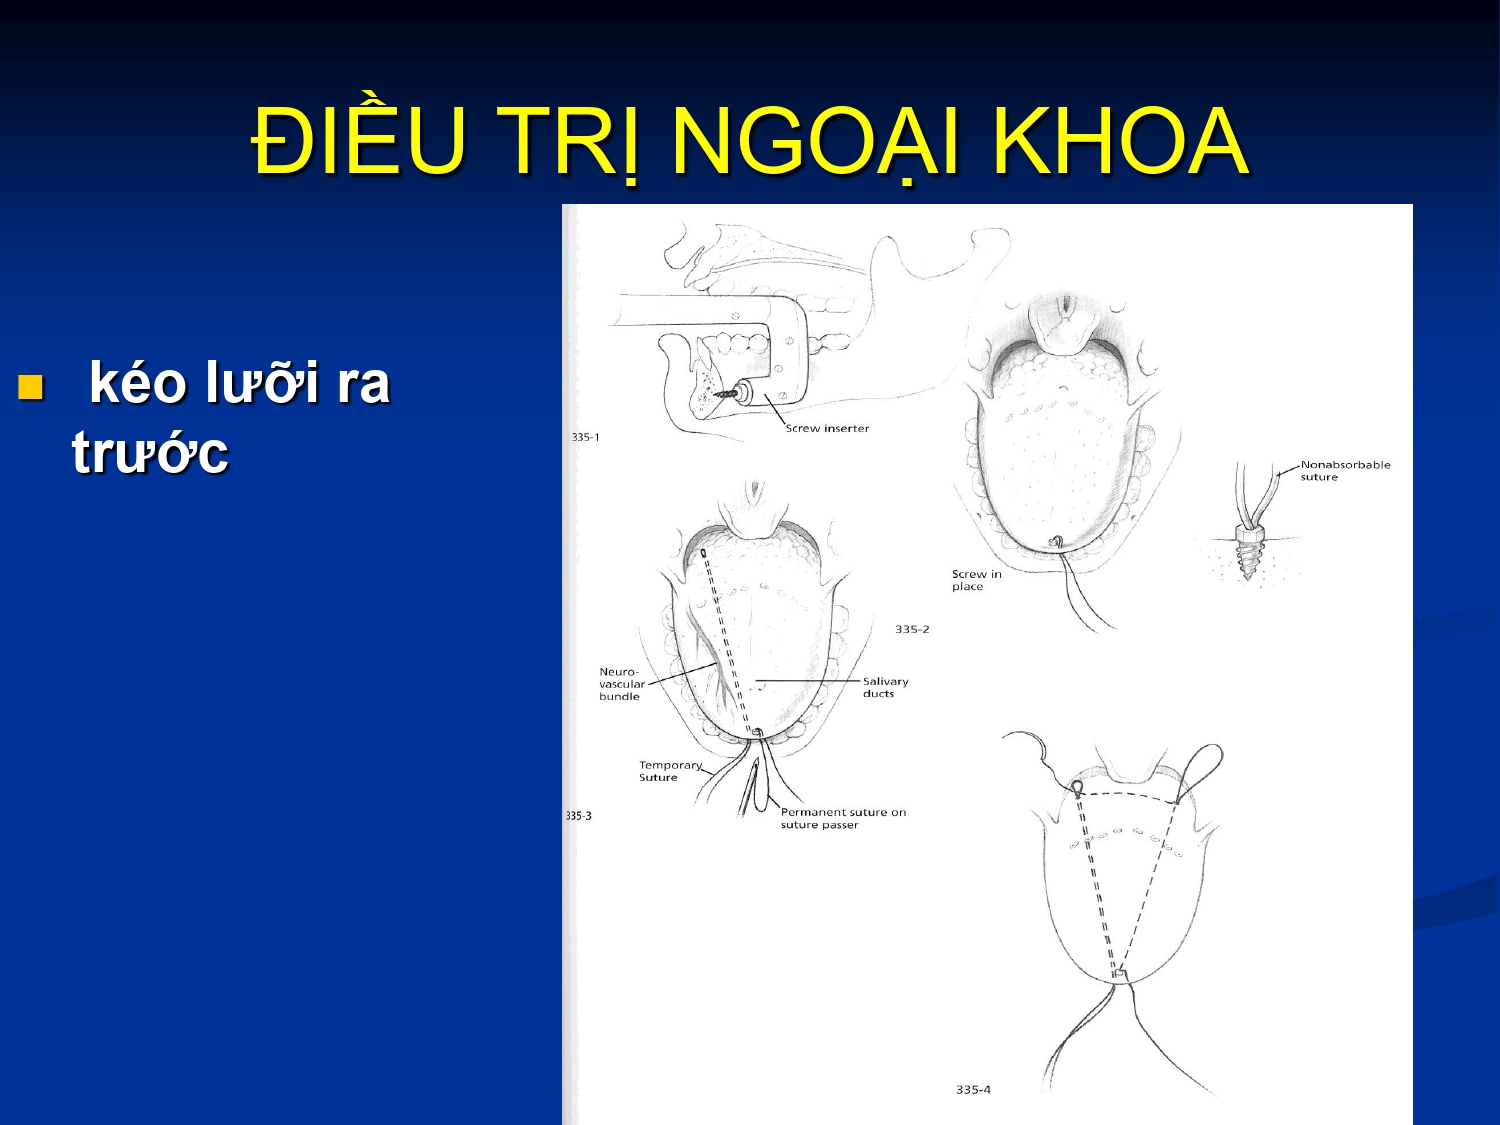 ĐIỀU TRỊ NGOẠI KHOA
kéo lưỡi ra
trước
Screw inserter
335-1
Nonabsorbable
suture
Screw in
place
335-2
Neuro-
vascular
bundle
Salivary
ducts
Temporary
Suture
Permanent suture on
suture passer
335-3
335-4